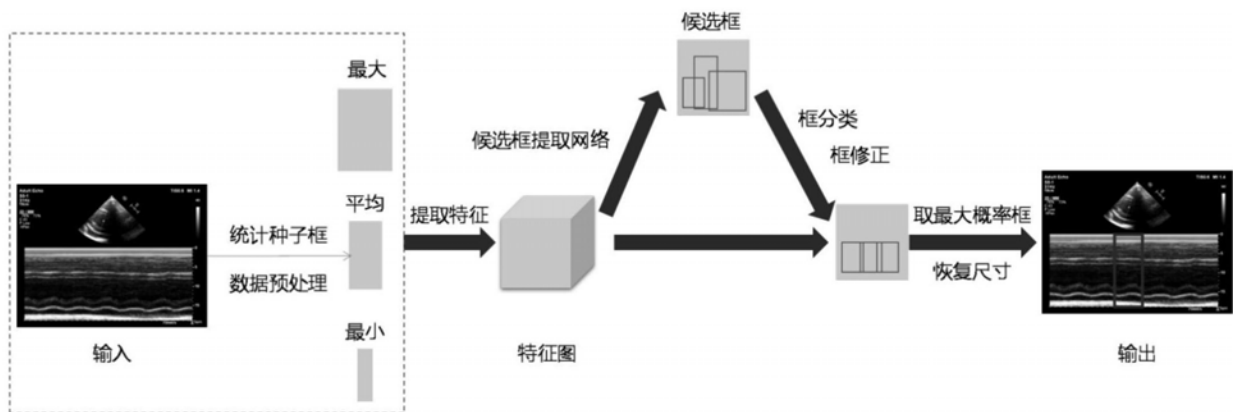 候选框
最大
候选框提取网络
框分类
框修正
平均
统计种子框
数据预处理
提取特征
取最大概率框
恢复尺寸
最小
输入
特征图
输出